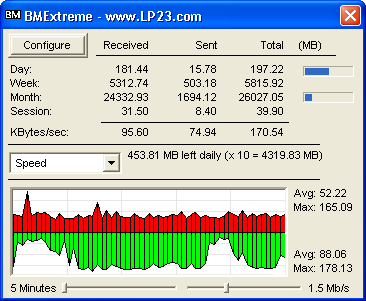 BM BMExtreme - www.LP23.com
Configure Received Sent Total (MB)
Day: 181.44 15.78 197.22
Week: 5312.74 503.18 5815.92
Month: 24332.93 1694.12 26027.05
Session: 31.50 8.40 39.90
KBytes/sec: 95.60 74.94 170.54
Speed 453.81 MB left daily (x 10 = 4319.83 MB)
Avg: 52.22
Max: 165.09
Avg: 88.06
Max: 178.13
5 Minutes 1.5 Mb/s